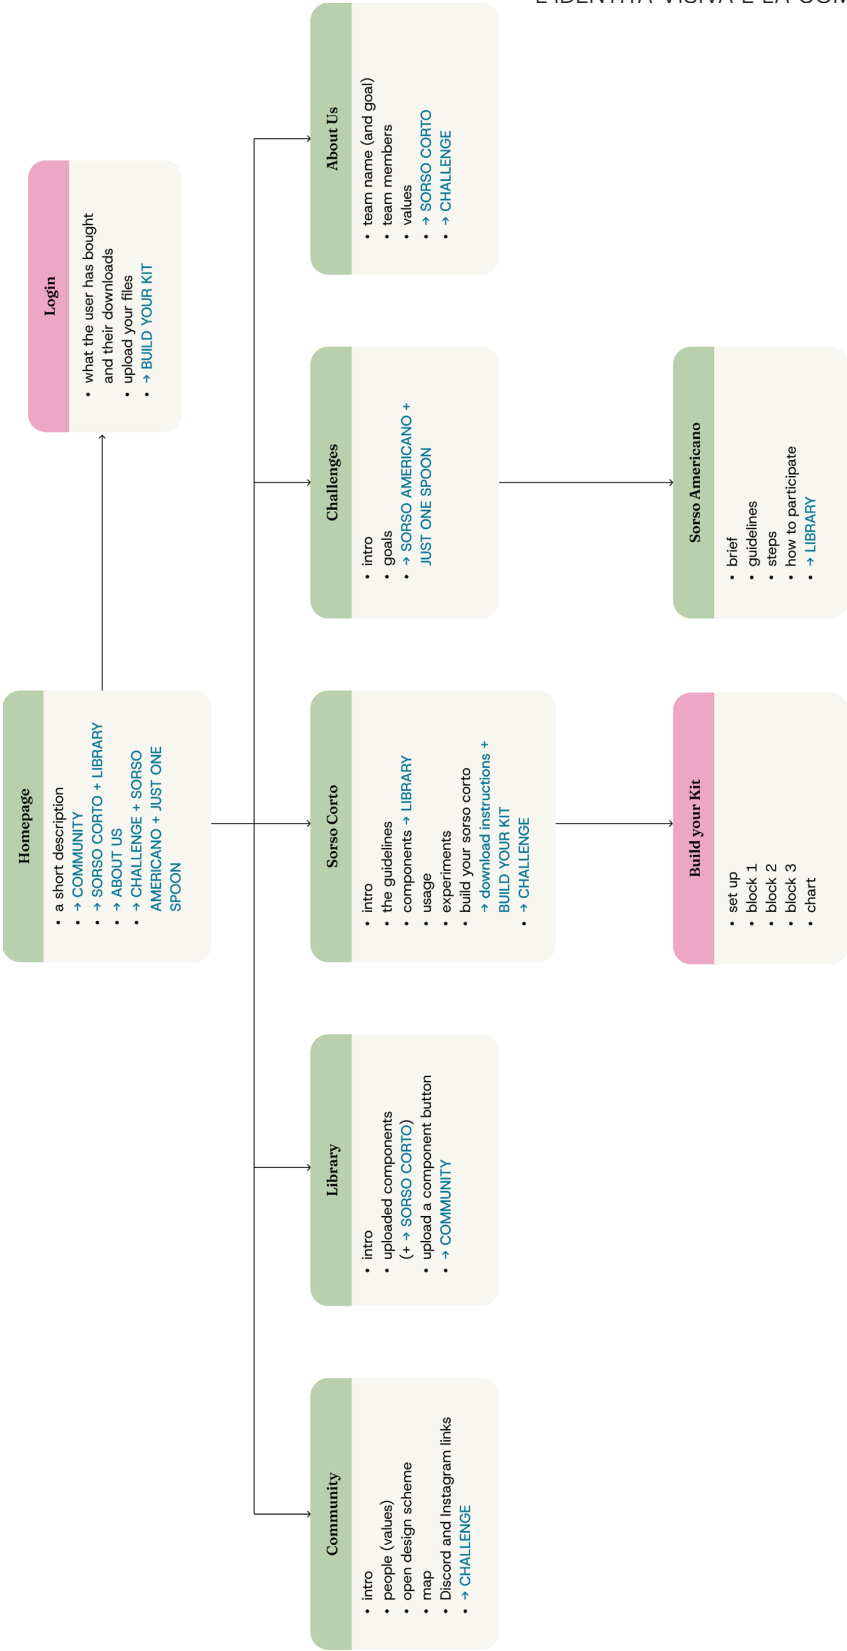 L'IDENTITÀ VISIVA E LA COM
Homepage
• a short description
• → COMMUNITY
• → SORSO CORTO + LIBRARY
• → ABOUT US
• → CHALLENGE + SORSO
AMERICANO + JUST ONE
SPOON
Login
• what the user has bought
and their downloads
• upload your files
• → BUILD YOUR KIT
Community
• intro
• people (values)
• open design scheme
• map
• Discord and Instagram links
• → CHALLENGE
Library
• intro
• uploaded components
(+ → SORSO CORTO)
• upload a component button
• → COMMUNITY
Sorso Corto
• intro
• the guidelines
• components → LIBRARY
• usage
• experiments
• build your sorso corto
→ download instructions +
BUILD YOUR KIT
• → CHALLENGE
Challenges
• intro
• goals
• → SORSO AMERICANO +
JUST ONE SPOON
About Us
• team name (and goal)
• team members
• values
• → SORSO CORTO
• → CHALLENGE
Build your Kit
• set up
• block 1
• block 2
• block 3
• chart
Sorso Americano
• brief
• guidelines
• steps
• how to participate
• → LIBRARY